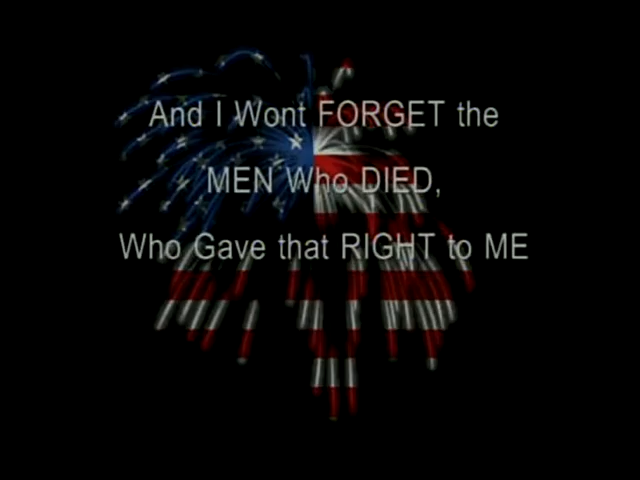 And I Wont FORGET the
MEN Who DIED,
Who Gave that RIGHT to ME